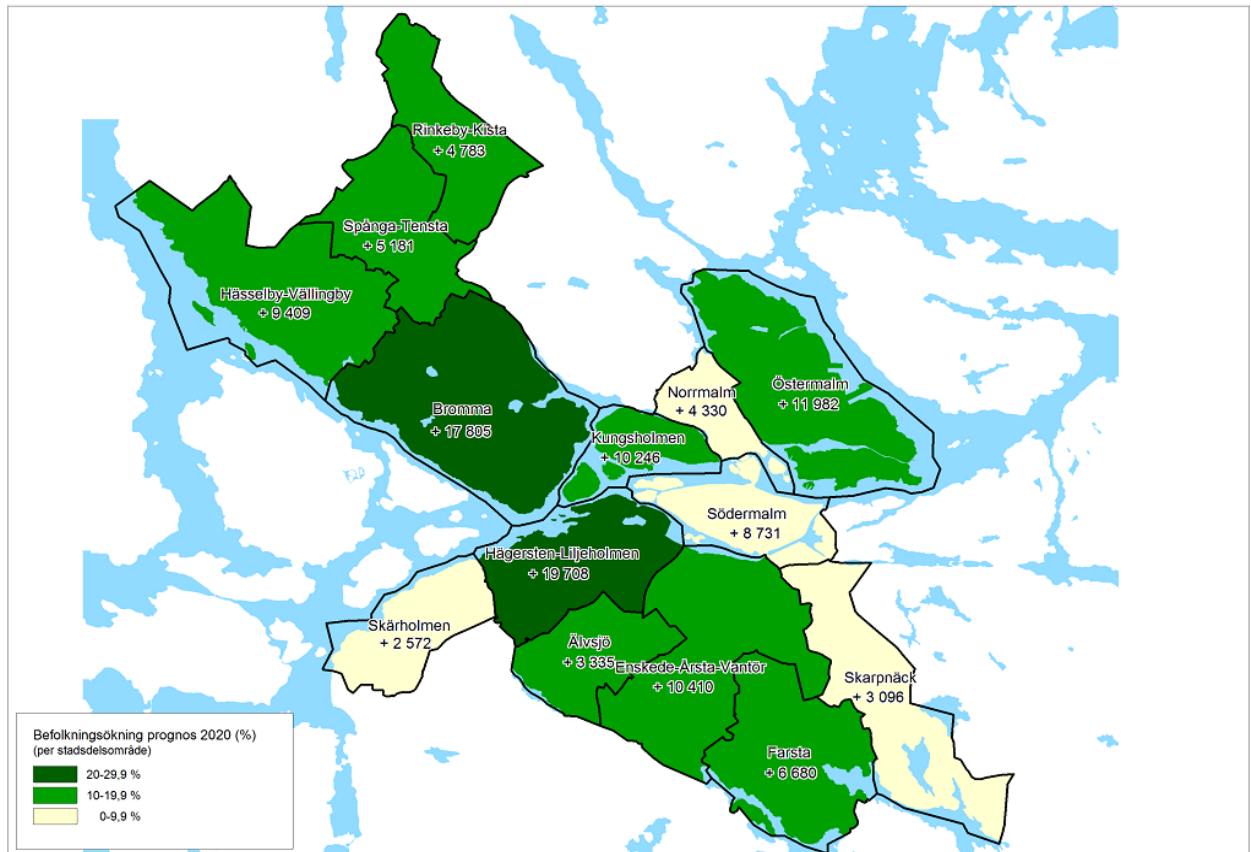 Rinkeby-Kista
+ 4 783
Spånga-Tensta
+ 5 181
Hässelby-Vällingby
+ 9 409
Bromma
+ 17 805
Norrmalm
+ 4 330
Östermalm
+ 11 982
Kungsholmen
+ 10 246
Södermalm
+ 8 731
Hägersten-Liljeholmen
+ 19 708
Skärholmen
+ 2 572
Älvsjö
+ 3 335
Enskede-Årsta-Vantör
+ 10 410
Skarpnäck
+ 3 096
Farsta
+ 6 680
Befolkningsökning prognos 2020 (%)
(per stadsdelsområde)
20-29,9 %
10-19,9 %
0-9,9 %